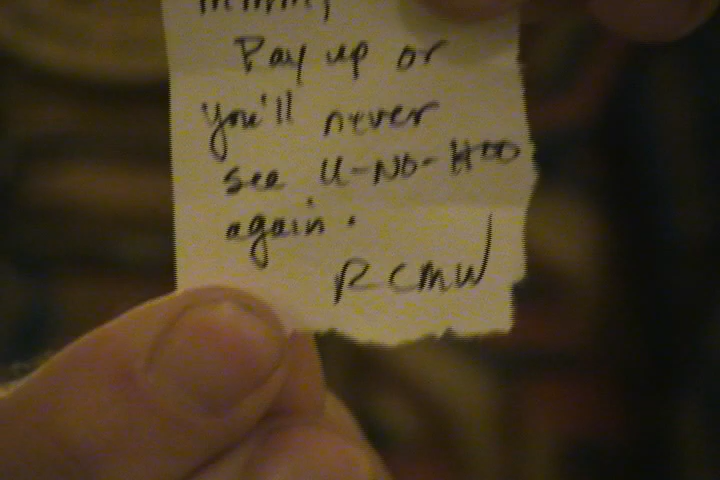 Pay up or
you'll never
see U-NO-HOO
again.
RCMW